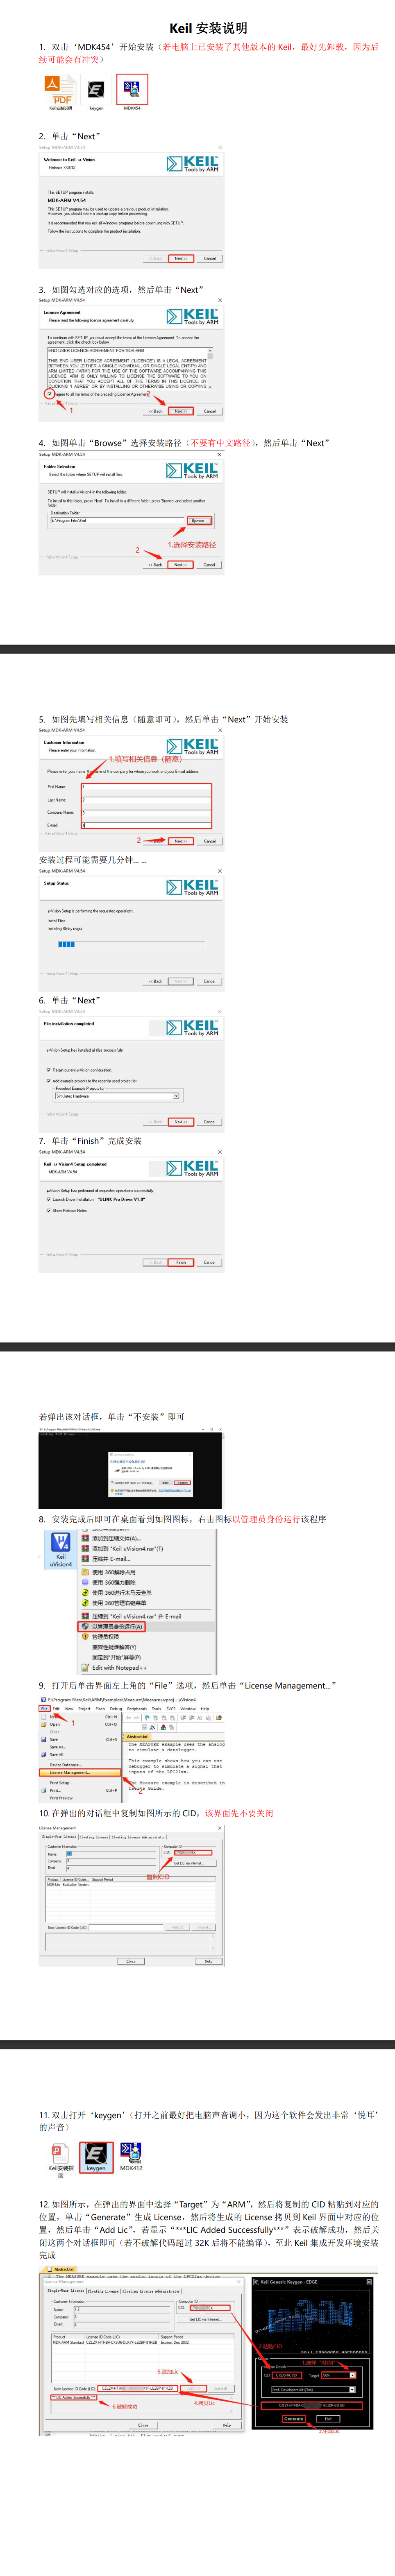 Keil 安装说明
1. 双击‘MDK454’开始安装（若电脑上已安装了其他版本的 Keil，最好先卸载，因为后
续可能会有冲突）
Keil安装说明 keygen MDK454
2. 单击“Next”
Setup MDK-ARM V4.54
Welcome to Keil µ Vision
Release 7/2012
KEIL
Tools by ARM
This SETUP program installs:
MDK-ARM V4.54
This SETUP program may be used to update a previous product installation.
However, you should make a backup copy before proceeding.
It is recommended that you exit all Windows programs before continuing with SETUP.
Follow the instructions to complete the product installation.
Keil µVision4 Setup
<< Back Next >> Cancel
3. 如图勾选对应的选项，然后单击“Next”
Setup MDK-ARM V4.54
License Agreement
Please read the following license agreement carefully.
KEIL
Tools by ARM
To continue with SETUP, you must accept the terms of the License Agreement. To accept the
agreement, click the check box below.
END USER LICENCE AGREEMENT FOR MDK-ARM
THIS END USER LICENCE AGREEMENT ("LICENCE") IS A LEGAL AGREEMENT
BETWEEN YOU (EITHER A SINGLE INDIVIDUAL, OR SINGLE LEGAL ENTITY) AND
ARM LIMITED ("ARM") FOR THE USE OF THE SOFTWARE ACCOMPANYING THIS
LICENCE. ARM IS ONLY WILLING TO LICENSE THE SOFTWARE TO YOU ON
CONDITION THAT YOU ACCEPT ALL OF THE TERMS IN THIS LICENCE. BY
CLICKING "I AGREE" OR BY INSTALLING OR OTHERWISE USING OR COPYING
I agree to all the terms of the preceding License Agreement
2
1
Keil µVision4 Setup
<< Back Next >> Cancel
4. 如图单击“Browse”选择安装路径（不要有中文路径），然后单击“Next”
Setup MDK-ARM V4.54
Folder Selection
Select the folder where SETUP will install files.
KEIL
Tools by ARM
SETUP will install µVision4 in the following folder.
To install to this folder, press 'Next'. To install to a different folder, press 'Browse' and select another
folder.
Destination Folder
E:\Program Files\Keil Browse...
1.选择安装路径
2
Keil µVision4 Setup
<< Back Next >> Cancel
5. 如图先填写相关信息（随意即可），然后单击“Next”开始安装
Setup MDK-ARM V4.54
Customer Information
Please enter your information.
KEIL
Tools by ARM
1.填写相关信息（随意）
Please enter your name, the name of the company for whom you work and your E-mail address.
First Name: 1
Last Name: 2
Company Name: 3
E-mail: 4
2
Keil µVision4 Setup
<< Back Next >> Cancel
安装过程可能需要几分钟... ...
Setup MDK-ARM V4.54
Setup Status
KEIL
Tools by ARM
µVision Setup is performing the requested operations.
Install Files ...
Installing Blinky.uvgui.
Keil µVision4 Setup
<< Back Next >> Cancel
6. 单击“Next”
Setup MDK-ARM V4.54
File installation completed
KEIL
Tools by ARM
µVision Setup has installed all files successfully.
Retain current µVision configuration.
Add example projects to the recently used project list.
Preselect Example Projects for
Simulated Hardware
Keil µVision4 Setup
<< Back Next >> Cancel
7. 单击“Finish”完成安装
Setup MDK-ARM V4.54
Keil µ Vision4 Setup completed
MDK-ARM V4.54
KEIL
Tools by ARM
µVision Setup has performed all requested operations successfully.
Launch Driver Installation: "ULINK Pro Driver V1.0"
Show Release Notes.
Keil µVision4 Setup
<< Back Finish Cancel
若弹出该对话框，单击“不安装”即可
8. 安装完成后即可在桌面看到如图图标，右击图标以管理员身份运行该程序
Keil
uVision4
添加到压缩文件(A)...
添加到 "Keil uVision4.rar"(T)
压缩并 E-mail...
使用 360解除占用
使用 360强力删除
使用 360进行木马云查杀
使用 360管理右键菜单
压缩到 "Keil uVision4.rar" 并 E-mail
以管理员身份运行(A)
管理员权限
兼容性疑难解答(Y)
固定到"开始"屏幕(P)
Edit with Notepad++
9. 打开后单击界面左上角的“File”选项，然后单击“License Management...”
E:\Program Files\Keil\ARM\Examples\Measure\Measure.uvproj - µVision4
File Edit View Project Flash Debug Peripherals Tools SVCS Window Help
1
New... Ctrl+N
Open Ctrl+O
Close
Save Ctrl+S
Save As...
Save All
Device Database...
License Management...
Print Setup...
Print... Ctrl+P
Print Preview
Abstract.txt
The MEASURE example uses the analog
to simulate a datalogger.
This example shows how you can use
debugger to simulate a signal that
inputs of the LPC21xx.
The Measure example is described in
2
10. 在弹出的对话框中复制如图所示的 CID，该界面先不要关闭
License Management
Single-User License Floating License Floating License Administrator
Customer Information
Name:
Company:
Email:
Computer ID
CID:
Get LIC via Internet...
复制CID
Product License ID Code... Support Period
MDK-Lite Evaluation Version
New License ID Code (LIC): Add LIC Uninstall...
Close Help
11. 双击打开‘keygen’（打开之前最好把电脑声音调小，因为这个软件会发出非常‘悦耳’
的声音）
Keil安装指南 keygen MDK412
12. 如图所示，在弹出的界面中选择“Target”为“ARM”，然后将复制的 CID 粘贴到对应的
位置，单击“Generate”生成 License，然后将生成的 License 拷贝到 Keil 界面中对应的位
置，然后单击“Add Lic”，若显示“***LIC Added Successfully***”表示破解成功，然后关
闭这两个对话框即可（若不破解代码超过 32K 后将不能编译），至此 Keil 集成开发环境安装
完成
Abstract.txt
License Management
Single-User License Floating License Floating License Administrator
Customer Information
Name: 1 2
Company: 3
Email: 4
Computer ID
CID:
Get LIC via Internet...
Product License ID Code (LIC) Support Period
MDK-ARM Standard Expires: Dec 2032
5.添加Lic
New License ID Code (LIC):
*** LIC Added Successfully ***
6.破解成功
4.拷贝Lic
Close Help
Keil Generic Keygen - EDGE
2.粘贴CID
1.选择“ARM”
CID: Target: ARM
Generate Exit